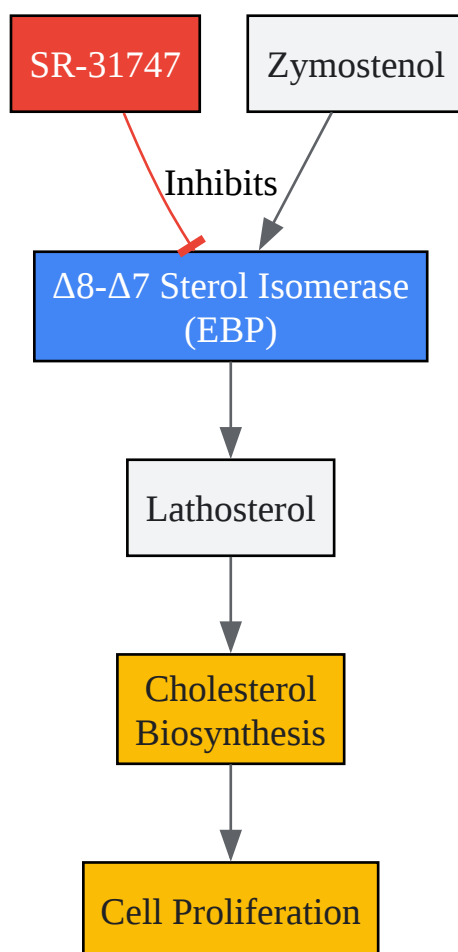 SR-31747
Zymostenol
Inhibits
Δ8-Δ7 Sterol Isomerase
(EBP)
Lathosterol
Cholesterol
Biosynthesis
Cell Proliferation